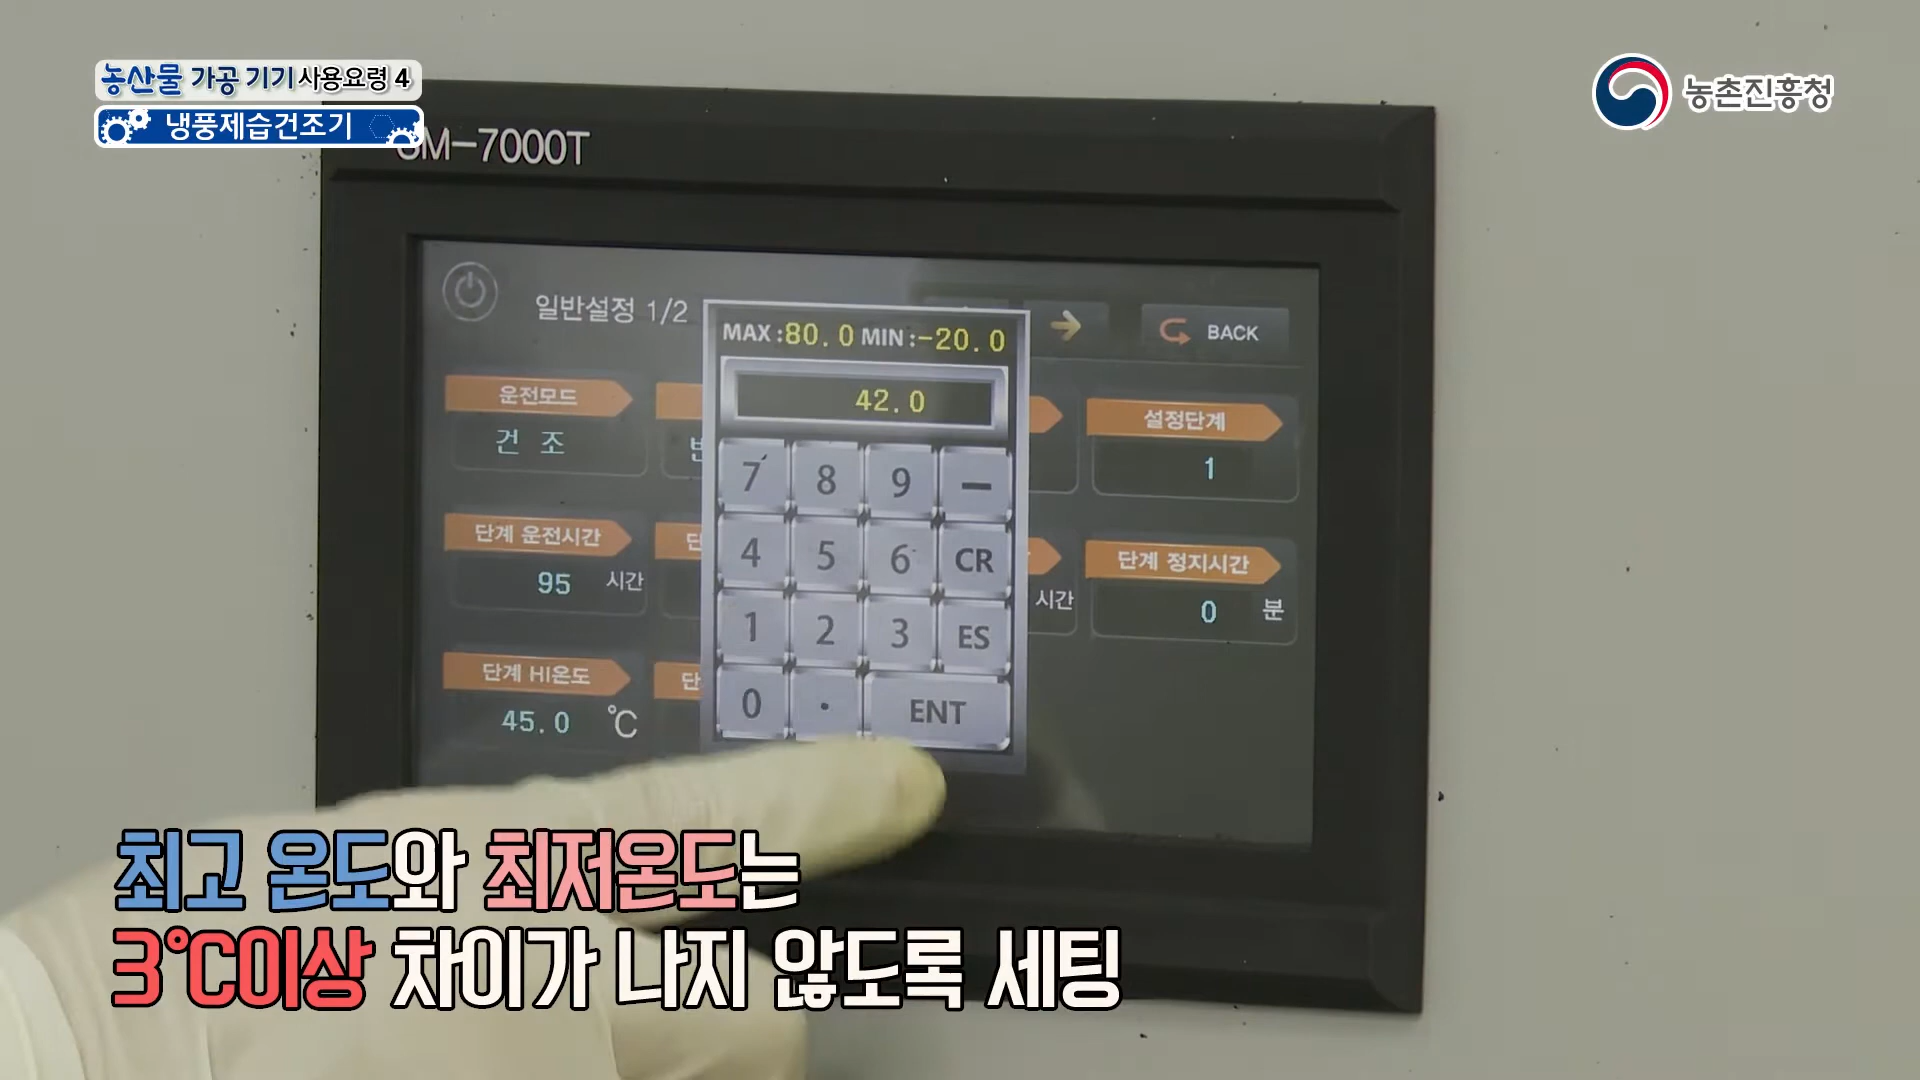 농산물 가공 기기 사용요령 4
냉풍제습건조기
농촌진흥청
M-7000T
일반설정 1/2
BACK
MAX:80.0 MIN:-20.0
42.0
운전모드
건 조
설정단계
1
7 8 9 -
4 5 6 CR
1 2 3 ES
0 . ENT
단계 운전시간
95 시간
시간
단계 정지시간
0 분
단계 HI온도
45.0 ℃
최고 온도와 최저온도는
3℃이상 차이가 나지 않도록 세팅